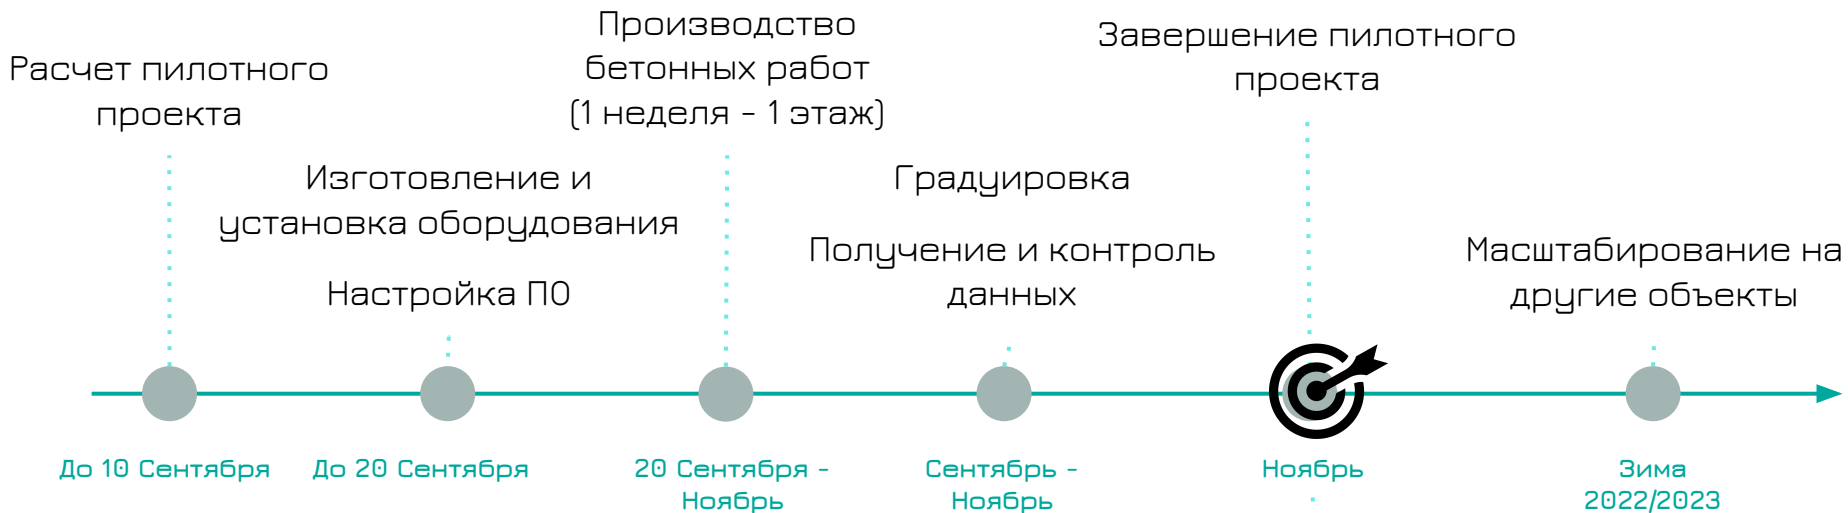 Расчет пилотного
проекта
Изготовление и
установка оборудования
Настройка ПО
Производство
бетонных работ
(1 неделя - 1 этаж)
Градуировка
Получение и контроль
данных
Завершение пилотного
проекта
Масштабирование на
другие объекты
До 10 Сентября
До 20 Сентября
20 Сентября -
Ноябрь
Сентябрь -
Ноябрь
Ноябрь
Зима
2022/2023